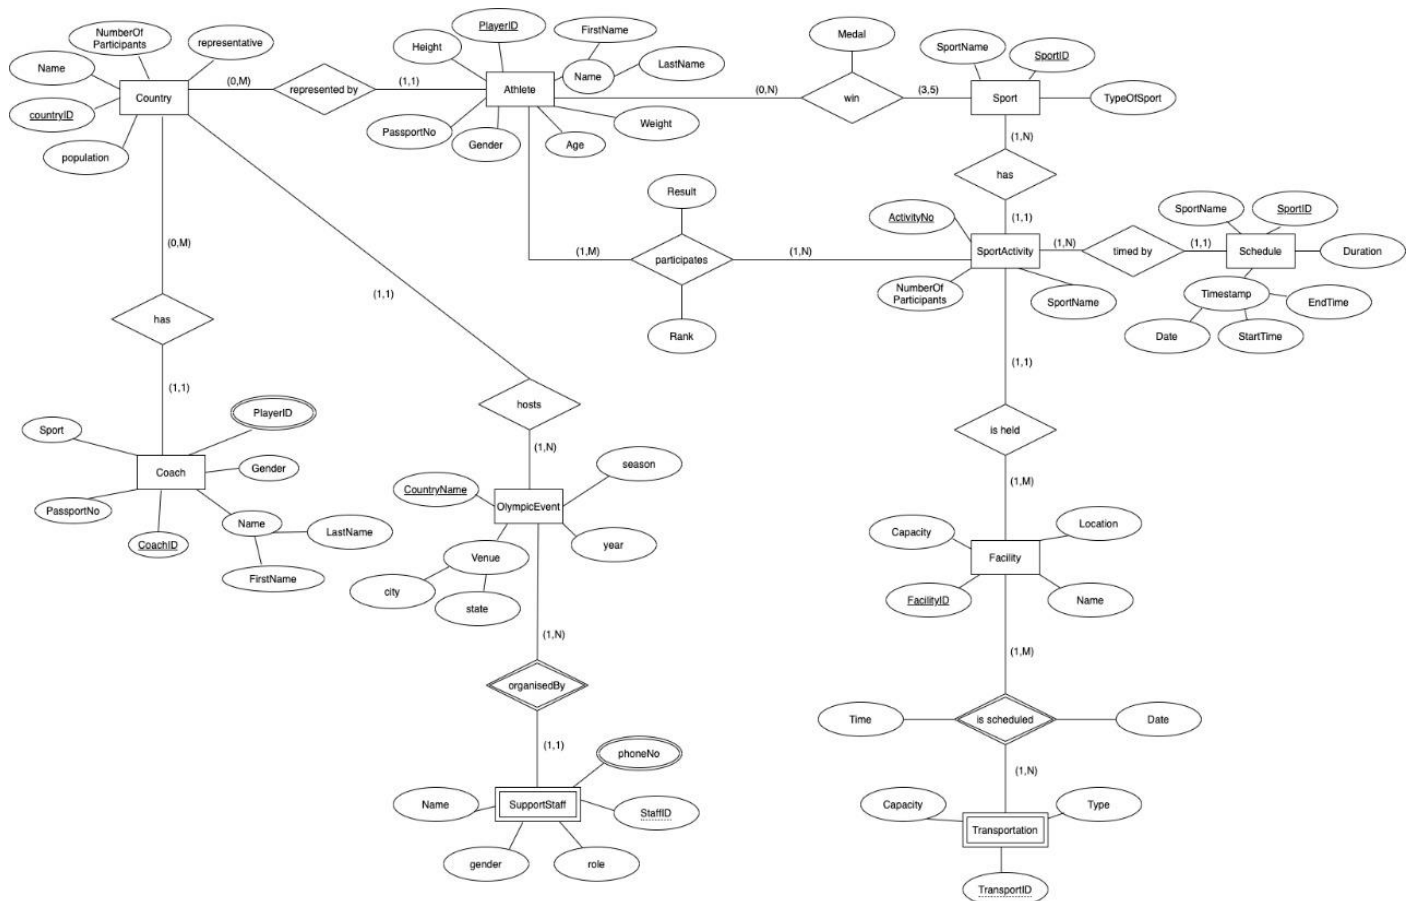 NumberOf
Participants
representative
Name
Country
countryID
population
(0,M)
represented by
(1,1)
Height
PlayerID
FirstName
Name
LastName
Athlete
PassportNo
Gender
Age
Weight
(0,N)
Medal
win
(3,5)
SportName
SportID
Sport
TypeOfSport
(1,N)
has
(1,1)
Result
participates
Rank
(1,M)
(1,N)
ActivityNo
SportActivity
NumberOf
Participants
SportName
(1,N)
timed by
(1,1)
SportName
SportID
Schedule
Duration
Timestamp
EndTime
Date
StartTime
(0,M)
has
(1,1)
(1,1)
hosts
(1,N)
Sport
PlayerID
Coach
Gender
PassportNo
Name
LastName
CoachID
FirstName
CountryName
season
OlympicEvent
Venue
year
city
state
(1,N)
organisedBy
(1,1)
phoneNo
Name
SupportStaff
StaffID
gender
role
(1,1)
is held
(1,M)
Capacity
Location
Facility
FacilityID
Name
(1,M)
Time
is scheduled
Date
(1,N)
Capacity
Type
Transportation
TransportID